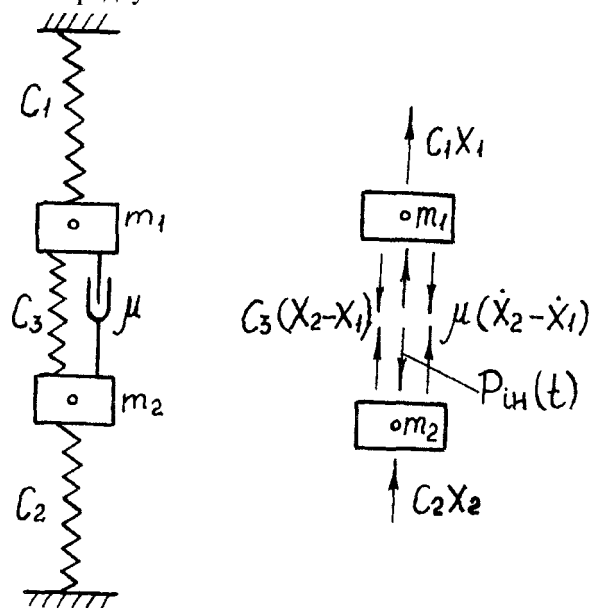 C₁
m₁
C₃
μ
m₂
C₂
C₁X₁
m₁
C₃(X₂-X₁)
μ(Ẋ₂-Ẋ₁)
Pін(t)
m₂
C₂X₂